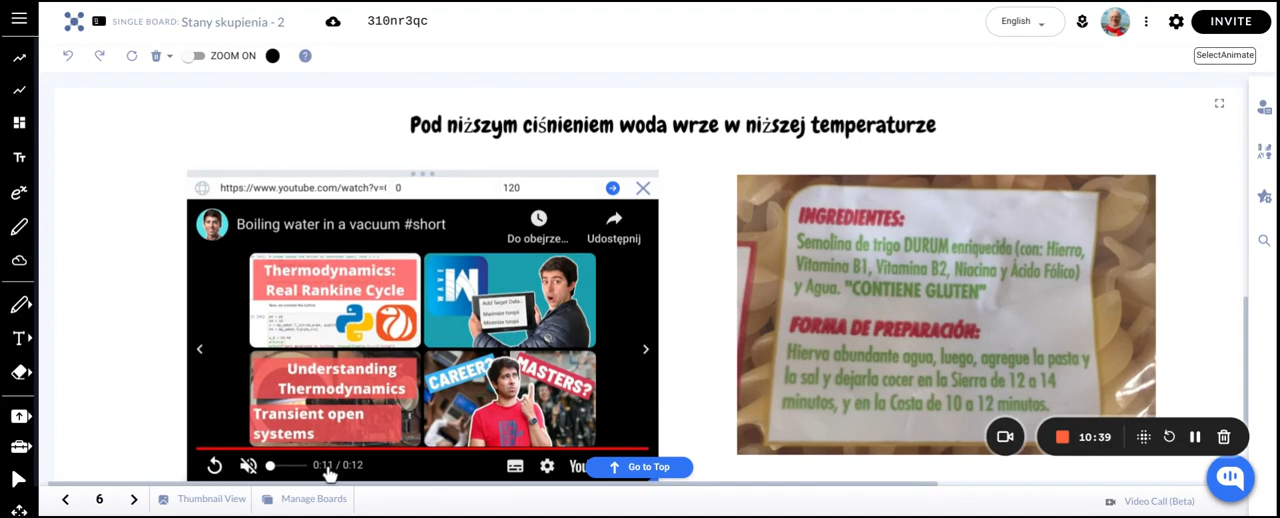 SINGLE BOARD: Stany skupienia - 2
310nr3qc
English
INVITE
ZOOM ON
SelectAnimate
Pod niższym ciśnieniem woda wrze w niższej temperaturze
https://www.youtube.com/watch?v=(
0
120
Boiling water in a vacuum #short
Do obejrze...
Udostępnij
Thermodynamics:
Real Rankine Cycle
Add Target Data...
Understanding
Thermodynamics
Transient open
systems
CAREER?
MASTERS?
0:11 / 0:12
You
Go to Top
INGREDIENTES:
Semolina de trigo DURUM enriquecida (con: Hierro,
Vitamina B1, Vitamina B2, Niacina y Ácido Fólico)
y Agua. "CONTIENE GLUTEN"
FORMA DE PREPARACIÓN:
Hierva abundante agua, luego, agregue la pasta y
la sal y dejarla cocer en la Sierra de 12 a 14
minutos, y en la Costa de 10 a 12 minutos.
10:39
6
Thumbnail View
Manage Boards
Video Call (Beta)